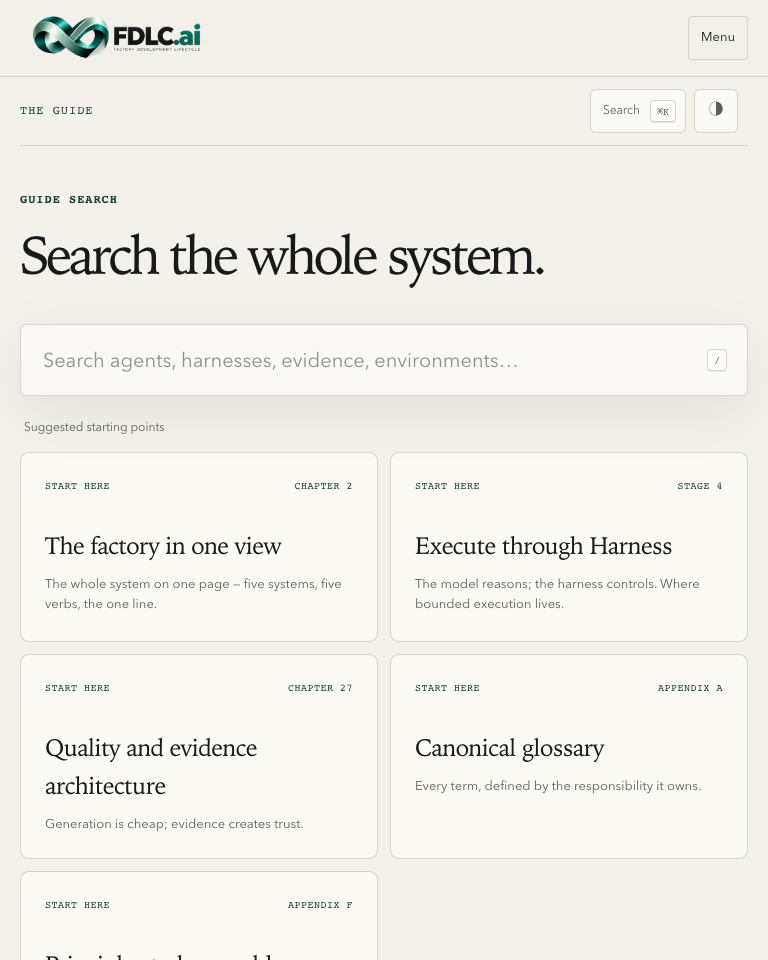 FDLC.ai
FACTORY DEVELOPMENT LIFECYCLE
Menu
THE GUIDE
Search ⌘K
GUIDE SEARCH
Search the whole system.
Search agents, harnesses, evidence, environments… /
Suggested starting points
START HERE CHAPTER 2
The factory in one view
The whole system on one page — five systems, five
verbs, the one line.
START HERE STAGE 4
Execute through Harness
The model reasons; the harness controls. Where
bounded execution lives.
START HERE CHAPTER 27
Quality and evidence
architecture
Generation is cheap; evidence creates trust.
START HERE APPENDIX A
Canonical glossary
Every term, defined by the responsibility it owns.
START HERE APPENDIX F